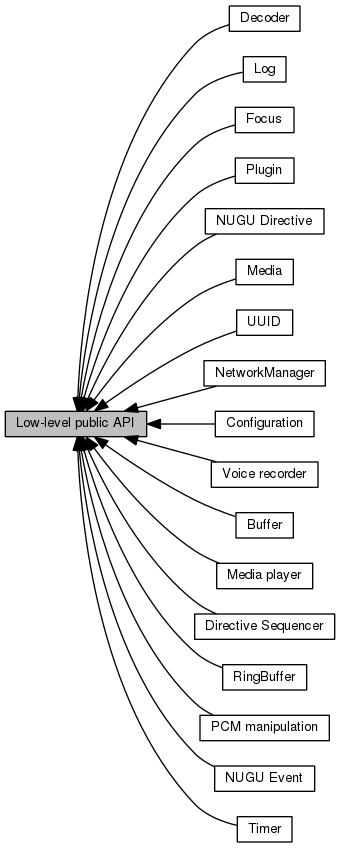 Decoder
Log
Focus
Plugin
NUGU Directive
Media
UUID
NetworkManager
Low-level public API
Configuration
Voice recorder
Buffer
Media player
Directive Sequencer
RingBuffer
PCM manipulation
NUGU Event
Timer